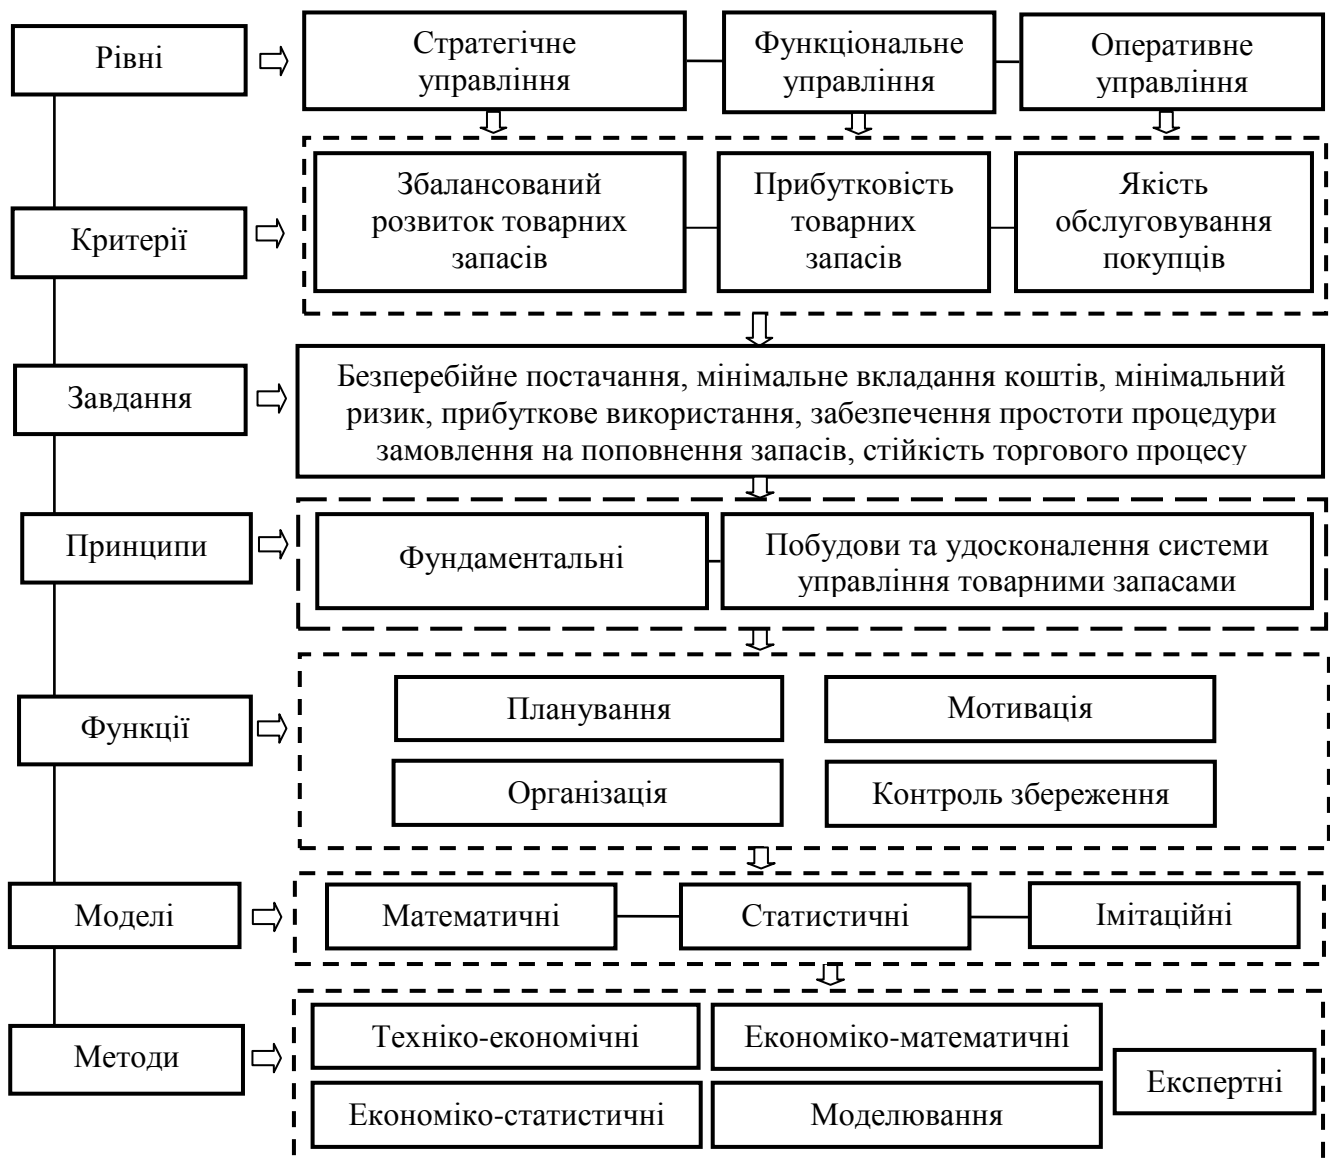 Рівні
Стратегічне
управління
Функціональне
управління
Оперативне
управління
Критерії
Збалансований
розвиток товарних
запасів
Прибутковість
товарних
запасів
Якість
обслуговування
покупців
Завдання
Безперебійне постачання, мінімальне вкладання коштів, мінімальний
ризик, прибуткове використання, забезпечення простоти процедури
замовлення на поповнення запасів, стійкість торгового процесу
Принципи
Фундаментальні
Побудови та удосконалення системи
управління товарними запасами
Функції
Планування
Мотивація
Організація
Контроль збереження
Моделі
Математичні
Статистичні
Імітаційні
Методи
Техніко-економічні
Економіко-математичні
Експертні
Економіко-статистичні
Моделювання